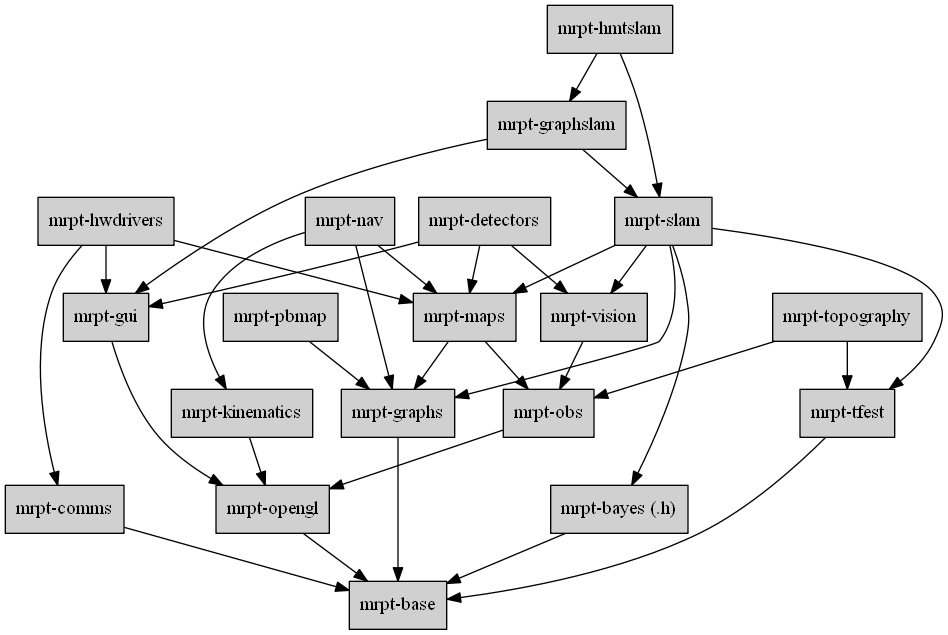 mrpt-hmtslam
mrpt-graphslam
mrpt-hwdrivers
mrpt-nav
mrpt-detectors
mrpt-slam
mrpt-gui
mrpt-pbmap
mrpt-maps
mrpt-vision
mrpt-topography
mrpt-kinematics
mrpt-graphs
mrpt-obs
mrpt-tfest
mrpt-comms
mrpt-opengl
mrpt-bayes (.h)
mrpt-base